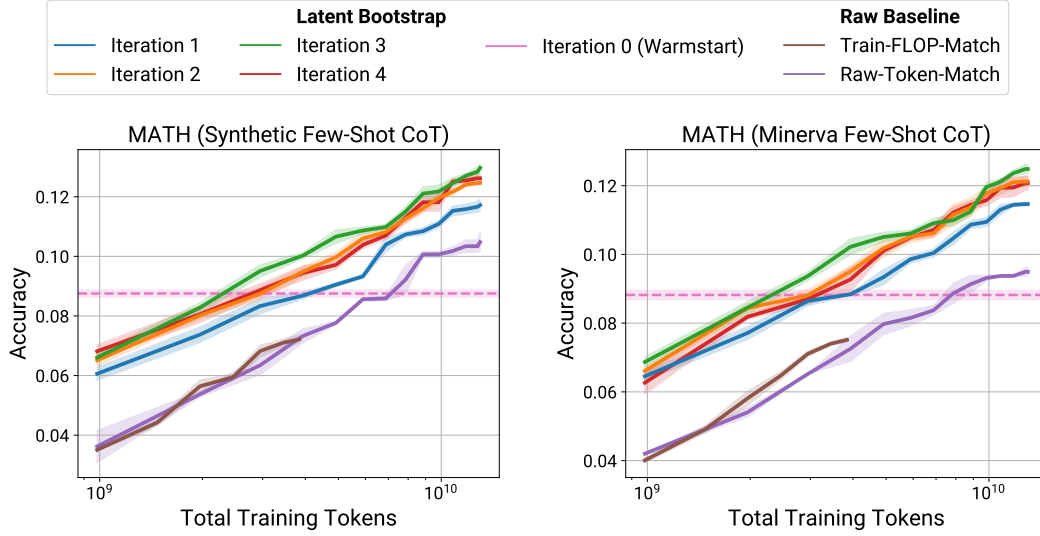 Latent Bootstrap Raw Baseline
Iteration 1 Iteration 3 Iteration 0 (Warmstart) Train-FLOP-Match
Iteration 2 Iteration 4 Raw-Token-Match
MATH (Synthetic Few-Shot CoT)
0.12
0.10
0.08
0.06
0.04
Accuracy
10⁹ 10¹⁰
Total Training Tokens
MATH (Minerva Few-Shot CoT)
0.12
0.10
0.08
0.06
0.04
Accuracy
10⁹ 10¹⁰
Total Training Tokens